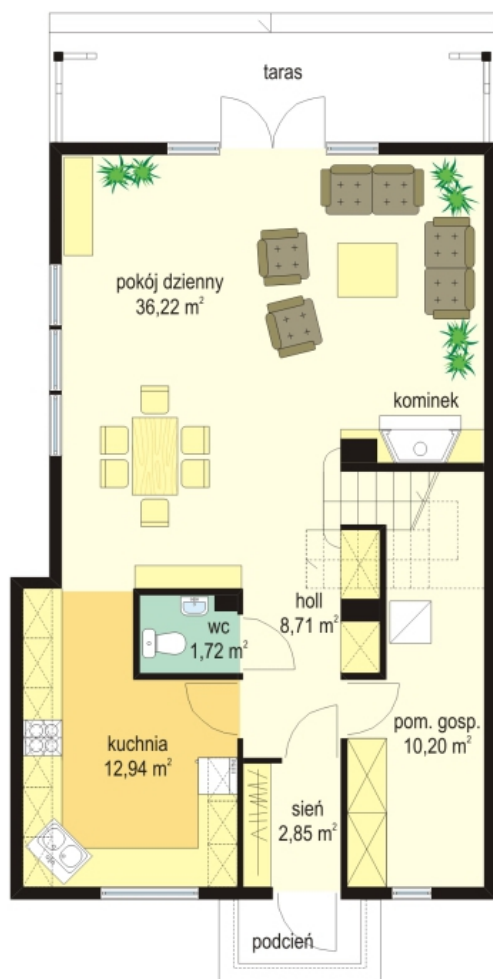 taras
pokój dzienny
36,22 m²
kominek
holl
8,71 m²
wc
1,72 m²
kuchnia
12,94 m²
pom. gosp.
10,20 m²
sień
2,85 m²
podcień